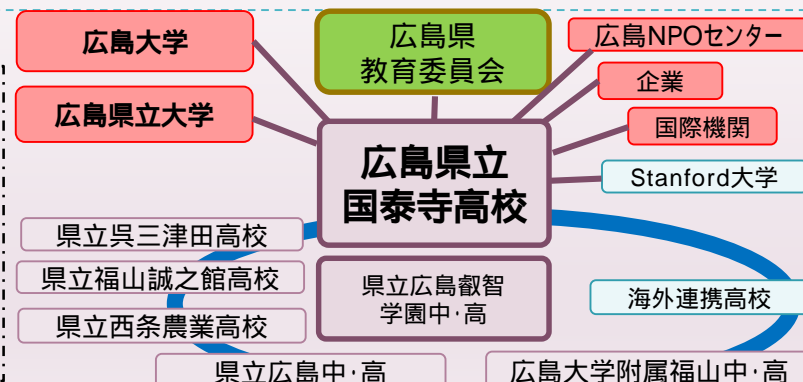 広島大学
広島県
教育委員会
広島NPOセンター
企業
広島県立大学
国際機関
広島県立
国泰寺高校
Stanford大学
県立呉三津田高校
県立福山誠之館高校
県立広島叡智
学園中・高
海外連携高校
県立西条農業高校
県立広島中・高
広島大学附属福山中・高